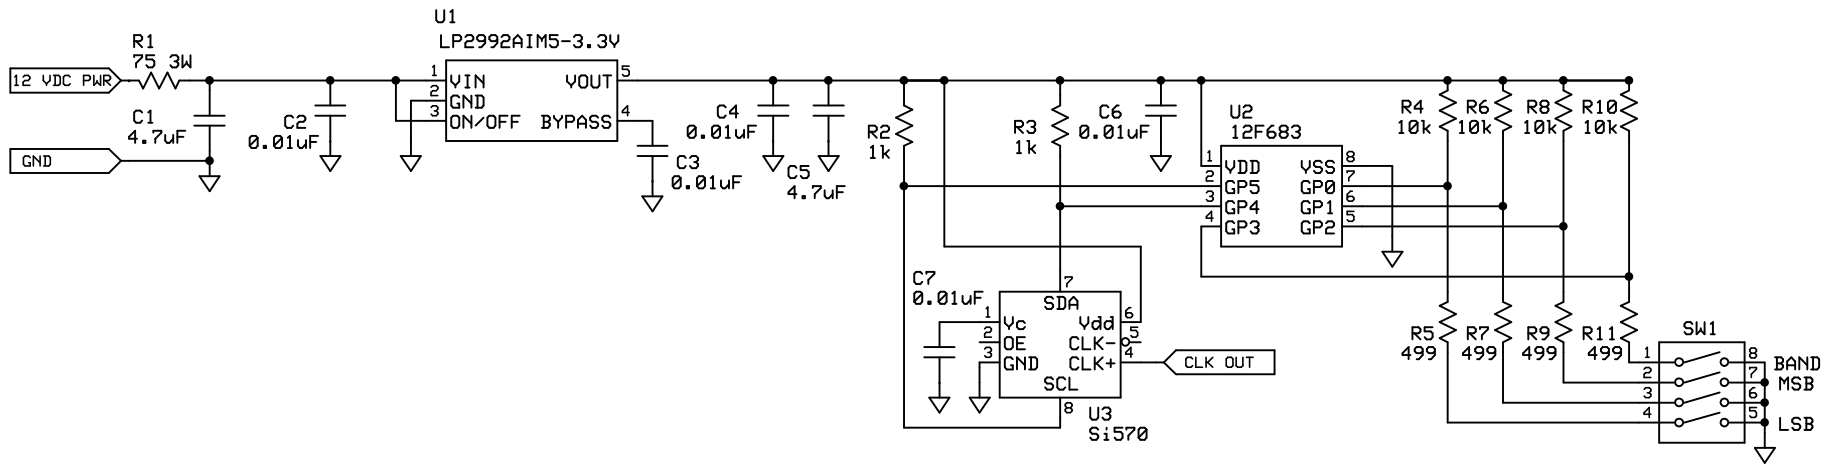 12 VDC PWR
GND
R1
75 3W
C1
4.7uF
C2
0.01uF
U1
LP2992AIM5-3.3V
1 VIN VOUT 5
2 GND
3 ON/OFF BYPASS 4
C3
0.01uF
C4
0.01uF
C5
4.7uF
R2
1k
R3
1k
C6
0.01uF
U2
12F683
1 VDD VSS 8
2 GP5 GP0 7
3 GP4 GP1 6
4 GP3 GP2 5
R4
10k
R6
10k
R8
10k
R10
10k
C7
0.01uF
7
SDA
1 Vc Vdd 6
2 OE CLK- 5
3 GND CLK+ 4
SCL
8
U3
Si570
CLK OUT
R5
499
R7
499
R9
499
R11
499
SW1
1 8 BAND
2 7 MSB
3 6
4 5 LSB